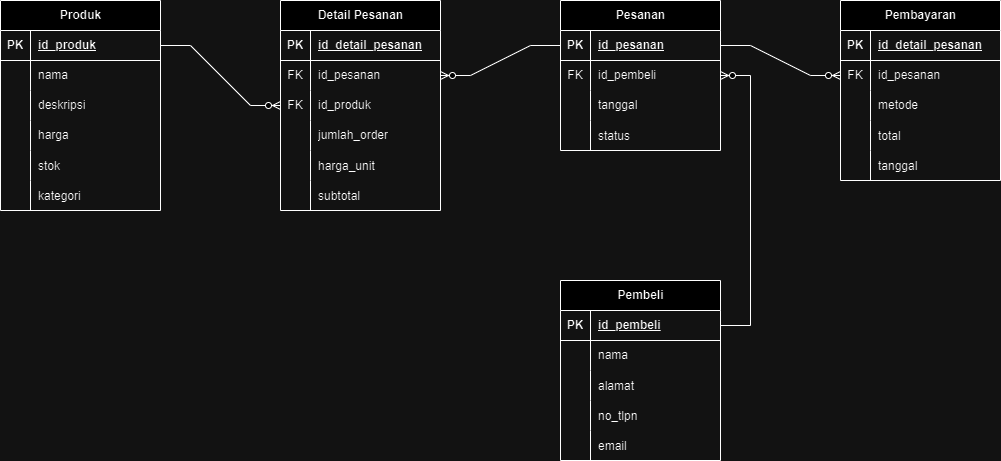 Produk
PK id_produk
nama
deskripsi
harga
stok
kategori
Detail Pesanan
PK id_detail_pesanan
FK id_pesanan
FK id_produk
jumlah_order
harga_unit
subtotal
Pesanan
PK id_pesanan
FK id_pembeli
tanggal
status
Pembayaran
PK id_detail_pesanan
FK id_pesanan
metode
total
tanggal
Pembeli
PK id_pembeli
nama
alamat
no_tlpn
email